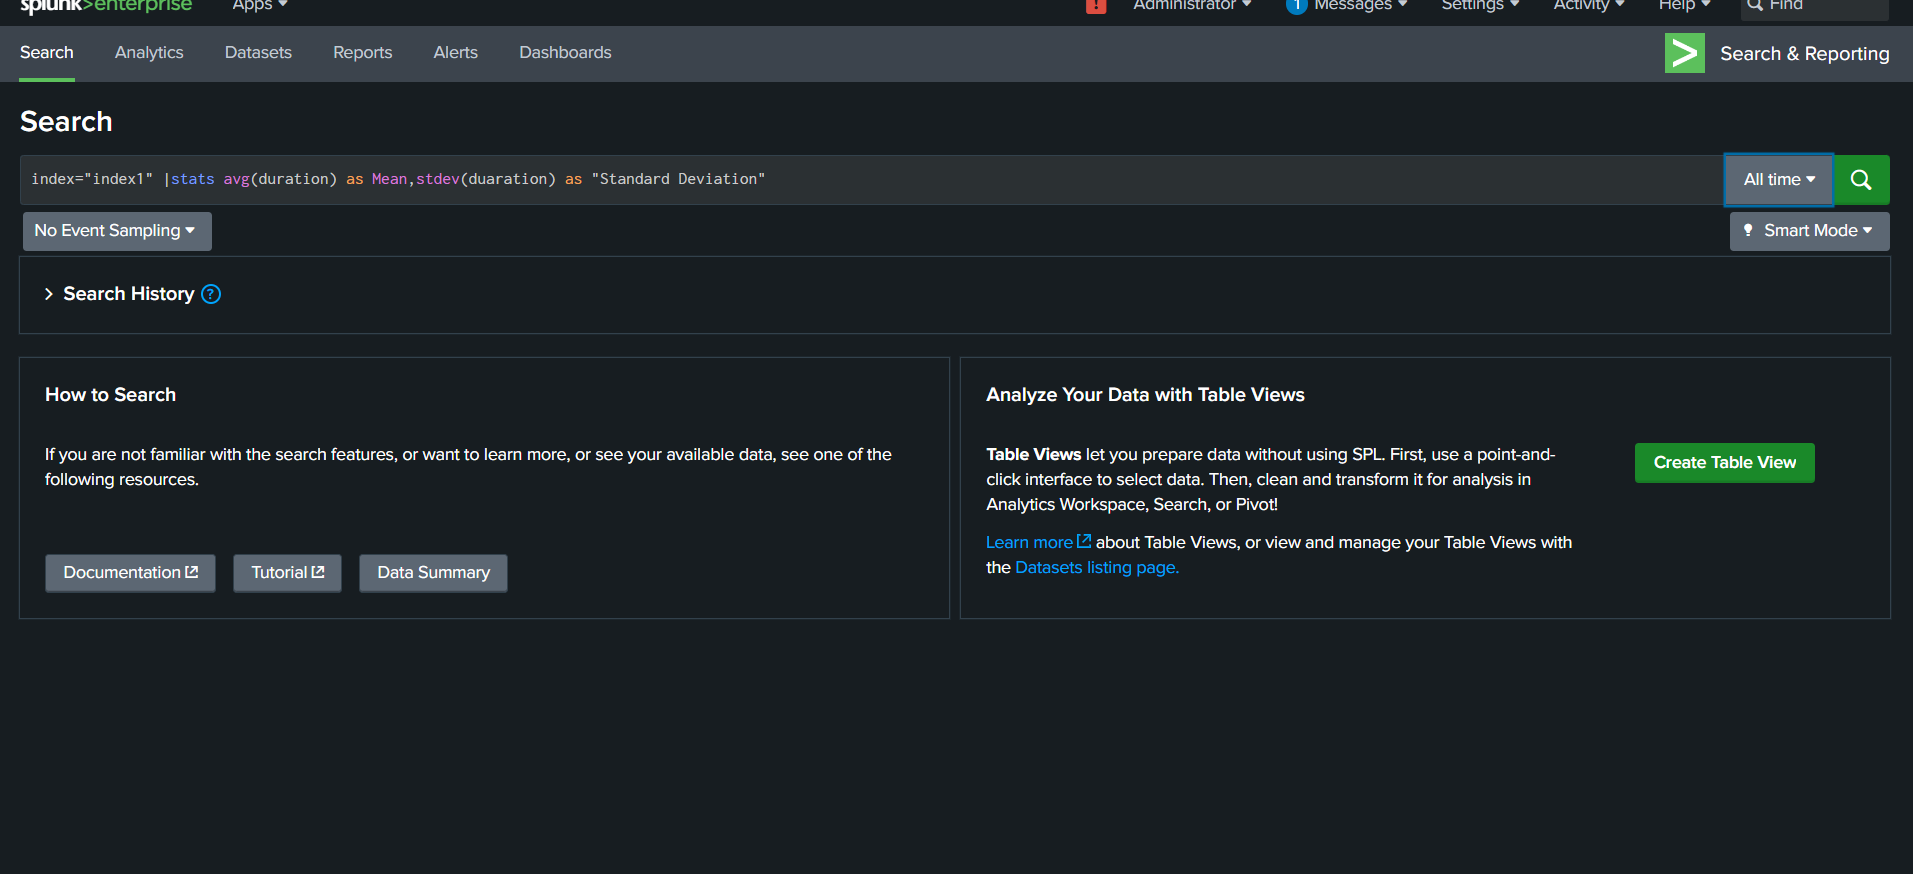 splunk>enterprise Apps Administrator 1 Messages Settings Activity Help Find
Search Analytics Datasets Reports Alerts Dashboards > Search & Reporting
Search
index="index1" |stats avg(duration) as Mean,stdev(duaration) as "Standard Deviation" All time
No Event Sampling Smart Mode
Search History ?
How to Search
If you are not familiar with the search features, or want to learn more, or see your available data, see one of the
following resources.
Documentation Tutorial Data Summary
Analyze Your Data with Table Views
Table Views let you prepare data without using SPL. First, use a point-and-
click interface to select data. Then, clean and transform it for analysis in
Analytics Workspace, Search, or Pivot!
Create Table View
Learn more about Table Views, or view and manage your Table Views with
the Datasets listing page.